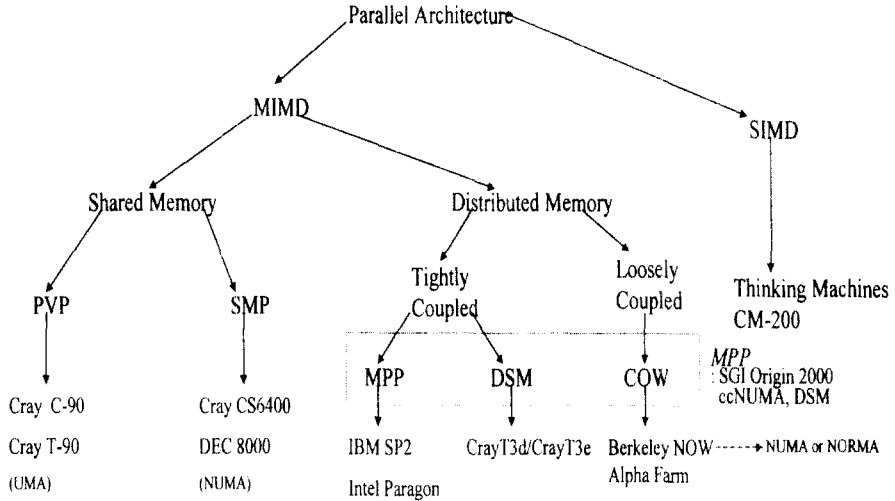 Parallel Architecture
MIMD
SIMD
Shared Memory
Distributed Memory
Tightly
Coupled
Loosely
Coupled
Thinking Machines
CM-200
PVP
SMP
MPP
DSM
COW
MPP
: SGI Origin 2000
ccNUMA, DSM
Cray C-90
Cray T-90
(UMA)
Cray CS6400
DEC 8000
(NUMA)
IBM SP2
Intel Paragon
CrayT3d/CrayT3e
Berkeley NOW
Alpha Farm
NUMA or NORMA